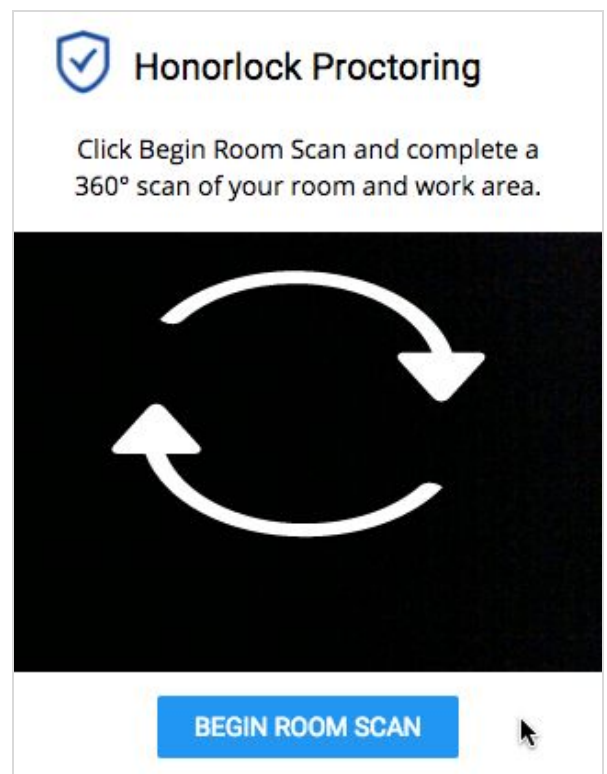 Honorlock Proctoring
Click Begin Room Scan and complete a
360° scan of your room and work area.
BEGIN ROOM SCAN